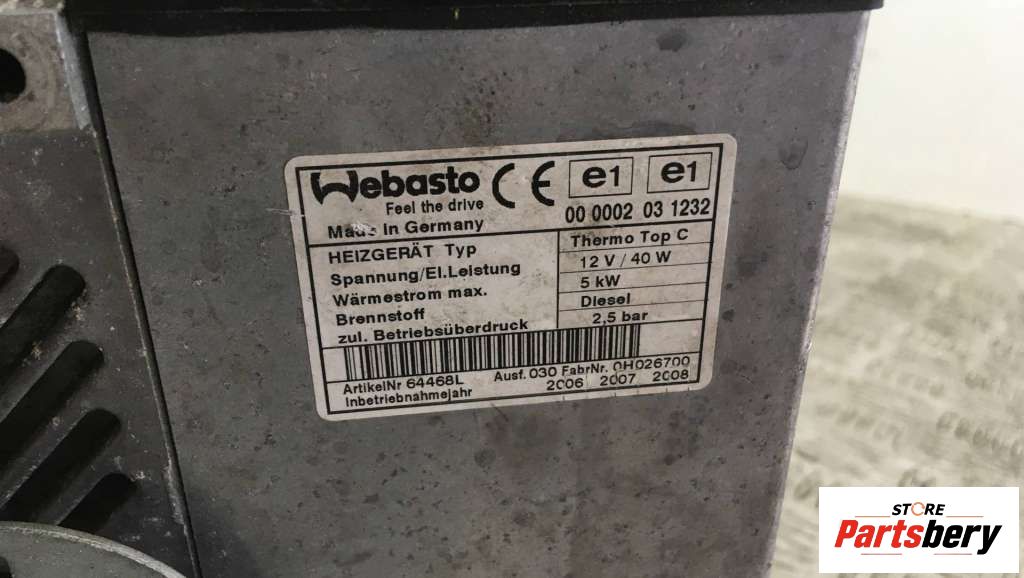 Webasto CE e1 e1
Feel the drive 00 0002 03 1232
Made in Germany
HEIZGERÄT Typ Thermo Top C
Spannung/El.Leistung 12 V / 40 W
Wärmestrom max. 5 kW
Brennstoff Diesel
zul. Betriebsüberdruck 2,5 bar
ArtikelNr 64468L Ausf. 030 FabrNr. 0H026700
Inbetriebnahmejahr 2006 2007 2008
STORE
Partsbery